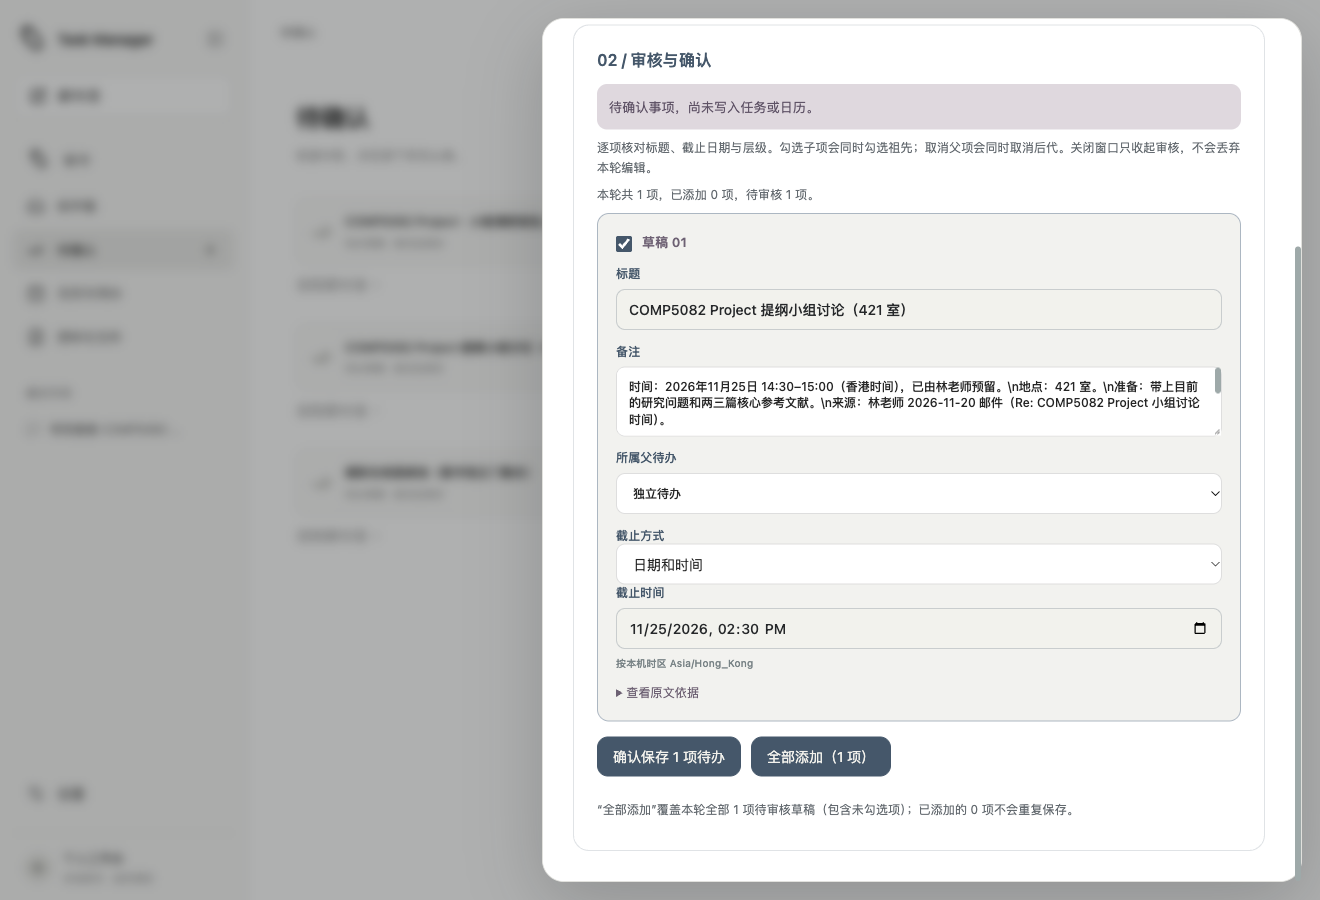 Task Manager
待确认
02 / 审核与确认
待确认事项，尚未写入任务或日历。
逐项核对标题、截止日期与层级。勾选子项会同时勾选祖先；取消父项会同时取消后代。关闭窗口只收起审核，不会丢弃
本轮编辑。
本轮共 1 项，已添加 0 项，待审核 1 项。
草稿 01
标题
COMP5082 Project 提纲小组讨论（421 室）
备注
时间：2026年11月25日 14:30–15:00（香港时间），已由林老师预留。\n地点：421 室。\n准备：带上目前
的研究问题和两三篇核心参考文献。\n来源：林老师 2026-11-20 邮件（Re: COMP5082 Project 小组讨论
时间）。
所属父待办
独立待办
截止方式
日期和时间
截止时间
11/25/2026, 02:30 PM
按本机时区 Asia/Hong_Kong
查看原文依据
确认保存 1 项待办
全部添加（1 项）
“全部添加”覆盖本轮全部 1 项待审核草稿（包含未勾选项）；已添加的 0 项不会重复保存。